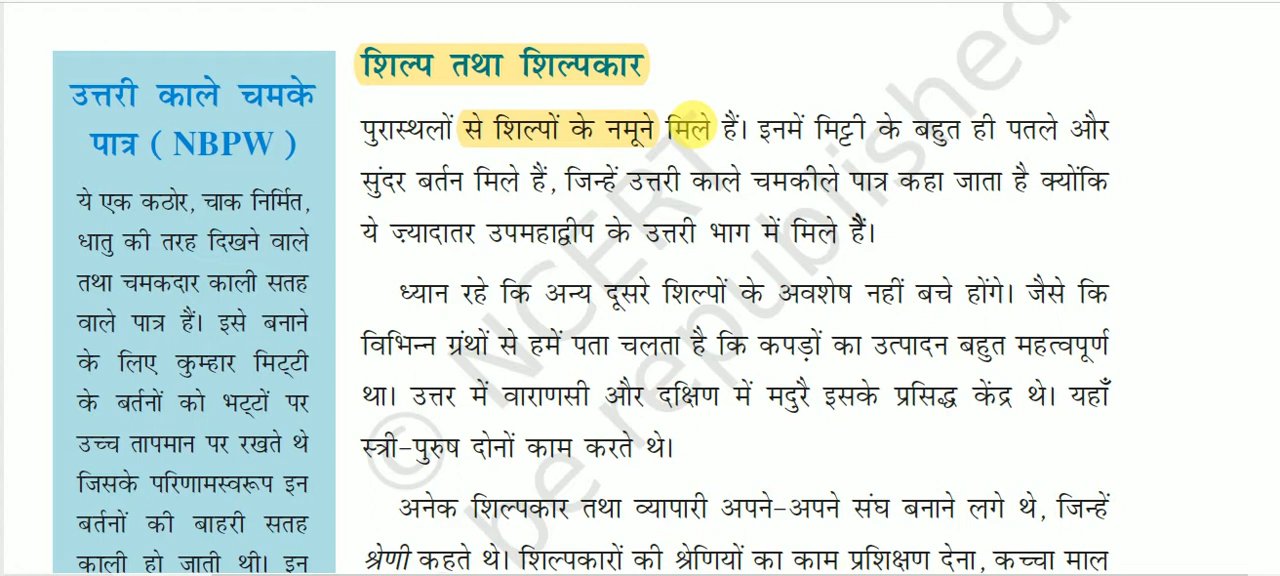 उत्तरी काले चमके
पात्र ( NBPW )
ये एक कठोर, चाक निर्मित,
धातु की तरह दिखने वाले
तथा चमकदार काली सतह
वाले पात्र हैं। इसे बनाने
के लिए कुम्हार मिट्टी
के बर्तनों को भट्टों पर
उच्च तापमान पर रखते थे
जिसके परिणामस्वरूप इन
बर्तनों की बाहरी सतह
काली हो जाती थी। इन
शिल्प तथा शिल्पकार
पुरास्थलों से शिल्पों के नमूने मिले हैं। इनमें मिट्टी के बहुत ही पतले और
सुंदर बर्तन मिले हैं, जिन्हें उत्तरी काले चमकीले पात्र कहा जाता है क्योंकि
ये ज़्यादातर उपमहाद्वीप के उत्तरी भाग में मिले हैं।
ध्यान रहे कि अन्य दूसरे शिल्पों के अवशेष नहीं बचे होंगे। जैसे कि
विभिन्न ग्रंथों से हमें पता चलता है कि कपड़ों का उत्पादन बहुत महत्वपूर्ण
था। उत्तर में वाराणसी और दक्षिण में मदुरै इसके प्रसिद्ध केंद्र थे। यहाँ
स्त्री-पुरुष दोनों काम करते थे।
अनेक शिल्पकार तथा व्यापारी अपने-अपने संघ बनाने लगे थे, जिन्हें
श्रेणी कहते थे। शिल्पकारों की श्रेणियों का काम प्रशिक्षण देना, कच्चा माल
© NCERT
be republished